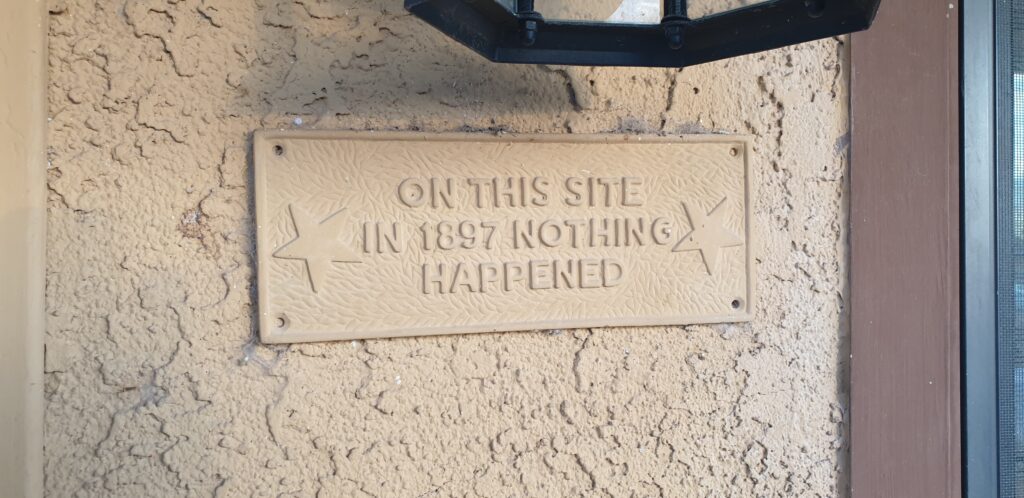 ON THIS SITE
IN 1897 NOTHING
HAPPENED